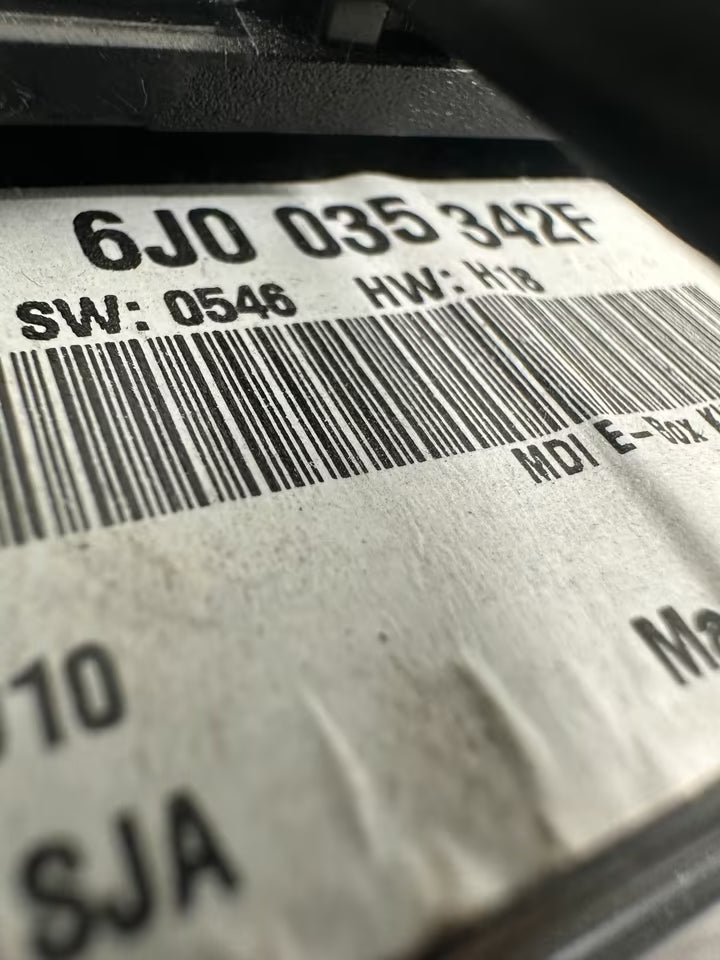 6J0 035 342F
SW: 0546 HW: H18
MDI E-Box
10
SJA